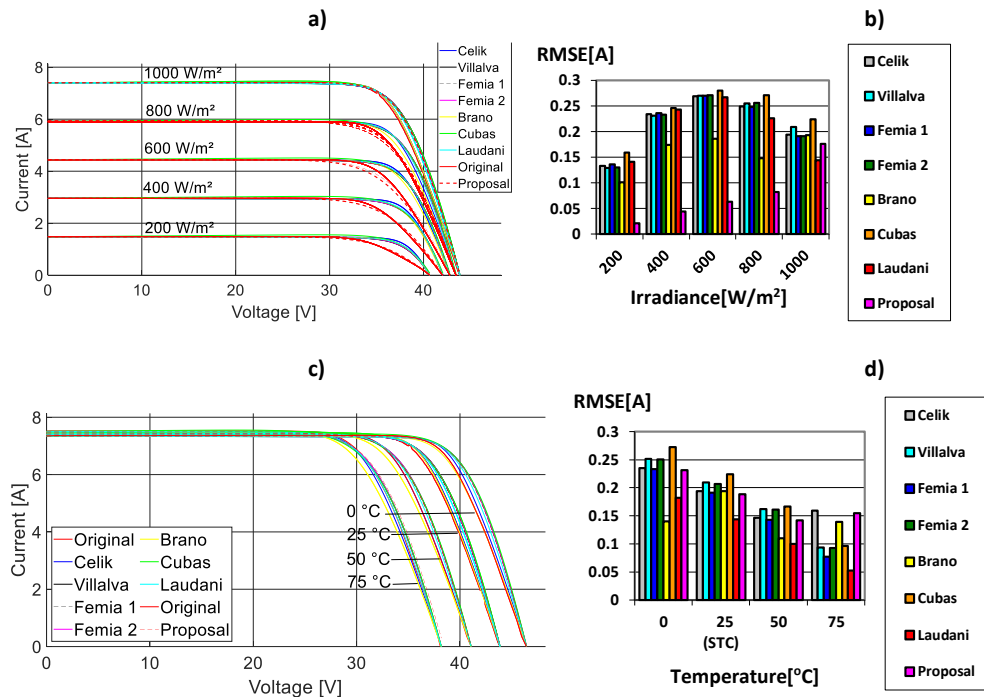 a)
8
6
4
2
0
Current [A]
1000 W/m²
800 W/m²
600 W/m²
400 W/m²
200 W/m²
0
10
20
30
40
Voltage [V]
Celik
Villalva
Femia 1
Femia 2
Brano
Cubas
Laudani
Original
Proposal
b)
RMSE[A]
0.3
0.25
0.2
0.15
0.1
0.05
0
200
400
600
800
1000
Irradiance[W/m²]
Celik
Villalva
Femia 1
Femia 2
Brano
Cubas
Laudani
Proposal
c)
8
6
4
2
0
Current [A]
0 °C
25 °C
50 °C
75 °C
Original
Celik
Villalva
Femia 1
Femia 2
Brano
Cubas
Laudani
Original
Proposal
0
10
20
30
40
Voltage [V]
d)
RMSE[A]
0.3
0.25
0.2
0.15
0.1
0.05
0
0
25
50
75
(STC)
Temperature[ºC]
Celik
Villalva
Femia 1
Femia 2
Brano
Cubas
Laudani
Proposal